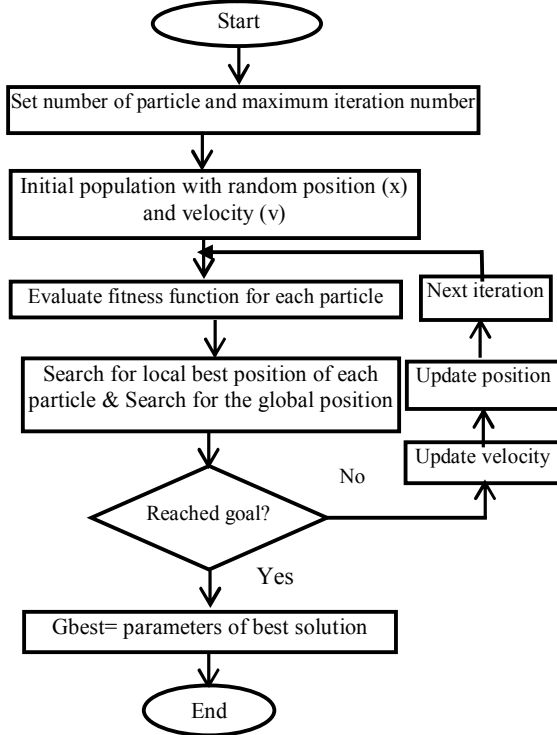 Start
Set number of particle and maximum iteration number
Initial population with random position (x)
and velocity (v)
Evaluate fitness function for each particle
Next iteration
Search for local best position of each
particle & Search for the global position
Update position
Update velocity
No
Reached goal?
Yes
Gbest= parameters of best solution
End